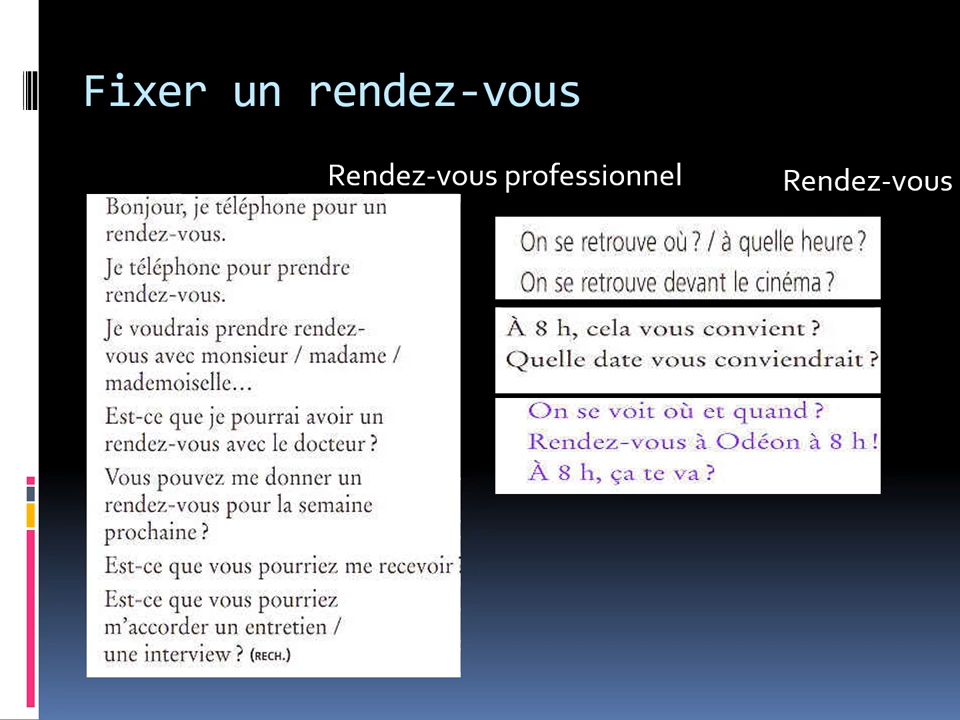 Fixer un rendez-vous
Rendez-vous professionnel
Rendez-vous
Bonjour, je téléphone pour un
rendez-vous.
Je téléphone pour prendre
rendez-vous.
Je voudrais prendre rendez-
vous avec monsieur / madame /
mademoiselle...
Est-ce que je pourrai avoir un
rendez-vous avec le docteur ?
Vous pouvez me donner un
rendez-vous pour la semaine
prochaine ?
Est-ce que vous pourriez me recevoir ?
Est-ce que vous pourriez
m'accorder un entretien /
une interview ? (RECH.)
On se retrouve où ? / à quelle heure ?
On se retrouve devant le cinéma ?
À 8 h, cela vous convient ?
Quelle date vous conviendrait ?
On se voit où et quand ?
Rendez-vous à Odéon à 8 h !
À 8 h, ça te va ?